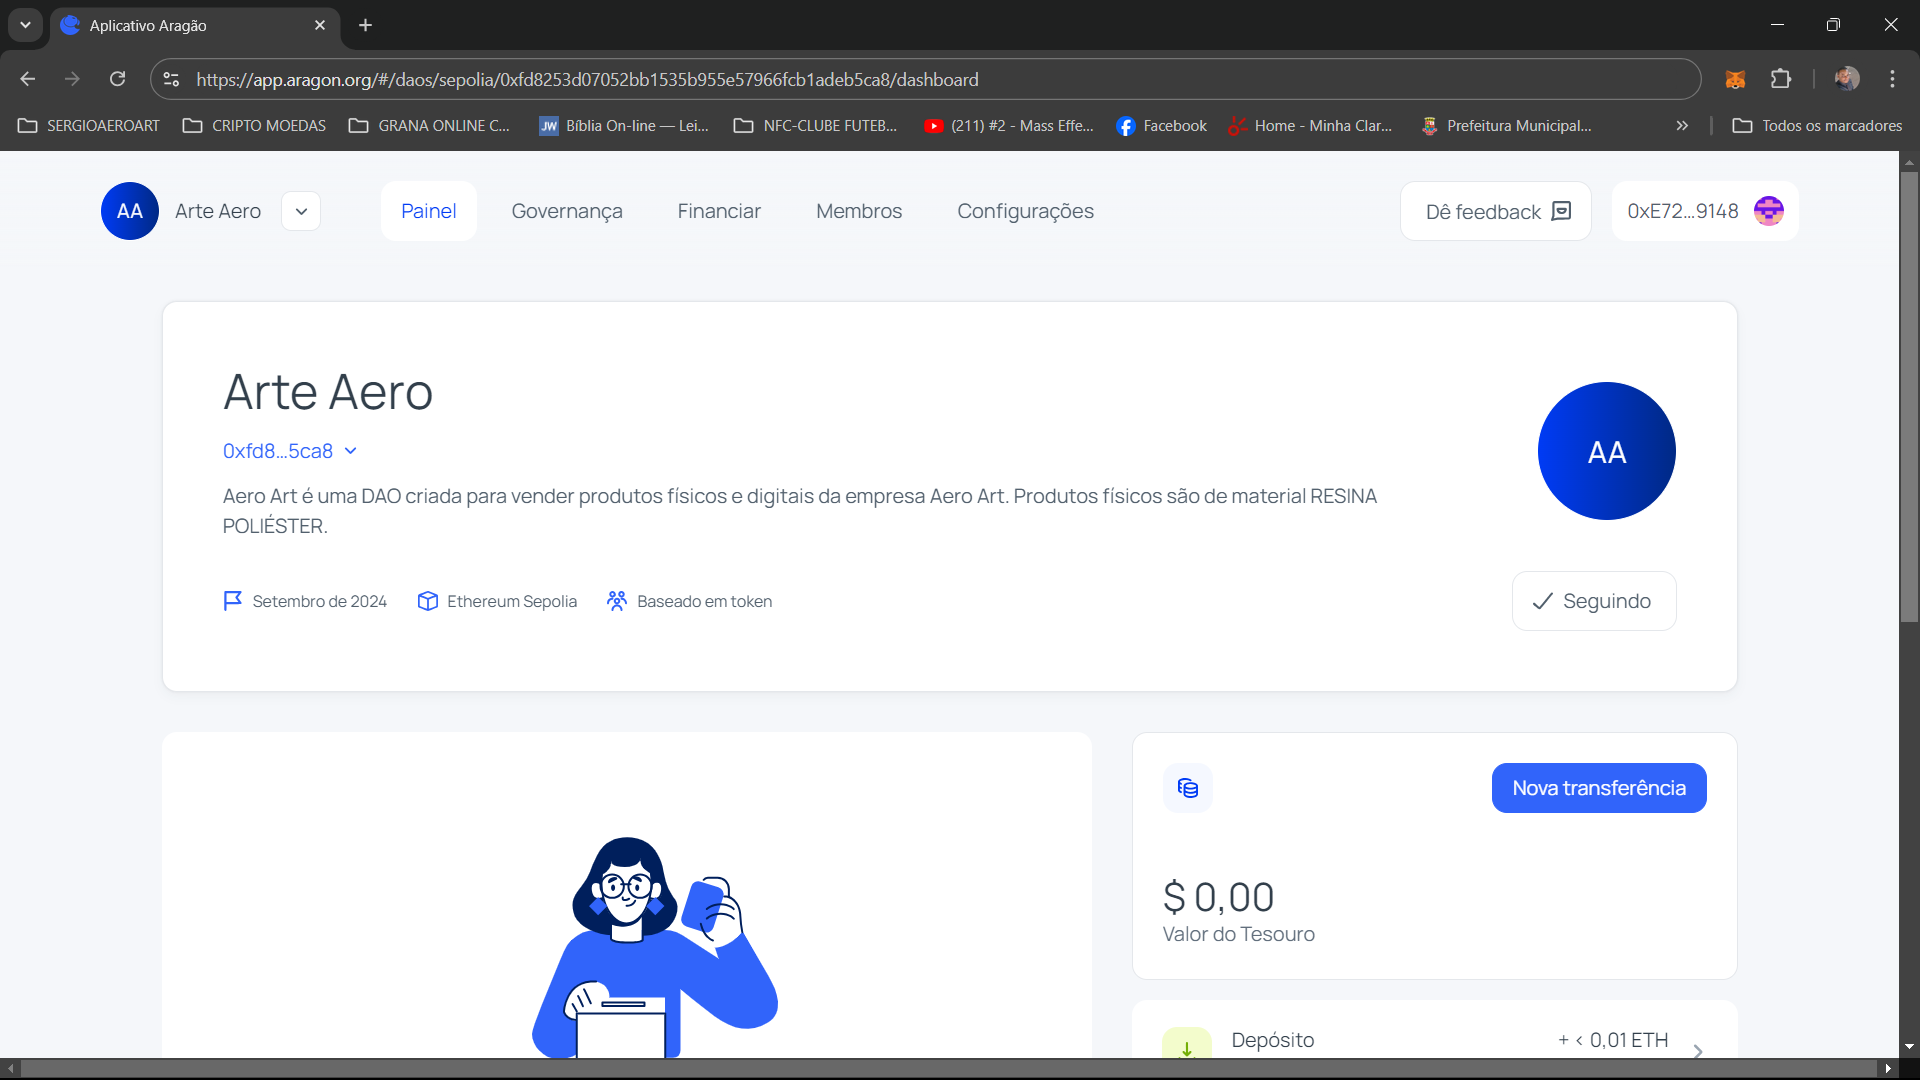 Aplicativo Aragão
https://app.aragon.org/#/daos/sepolia/0xfd8253d07052bb1535b955e57966fcb1adeb5ca8/dashboard
SERGIOAEROART
CRIPTO MOEDAS
GRANA ONLINE C...
JW
Bíblia On-line — Lei...
NFC-CLUBE FUTEB...
(211) #2 - Mass Effe...
Facebook
Home - Minha Clar...
Prefeitura Municipal...
Todos os marcadores
AA
Arte Aero
Painel
Governança
Financiar
Membros
Configurações
Dê feedback
0xE72…9148
Arte Aero
0xfd8…5ca8
AA
Aero Art é uma DAO criada para vender produtos físicos e digitais da empresa Aero Art. Produtos físicos são de material RESINA
POLIÉSTER.
Setembro de 2024
Ethereum Sepolia
Baseado em token
Seguindo
Nova transferência
$ 0,00
Valor do Tesouro
Depósito
+ < 0,01 ETH